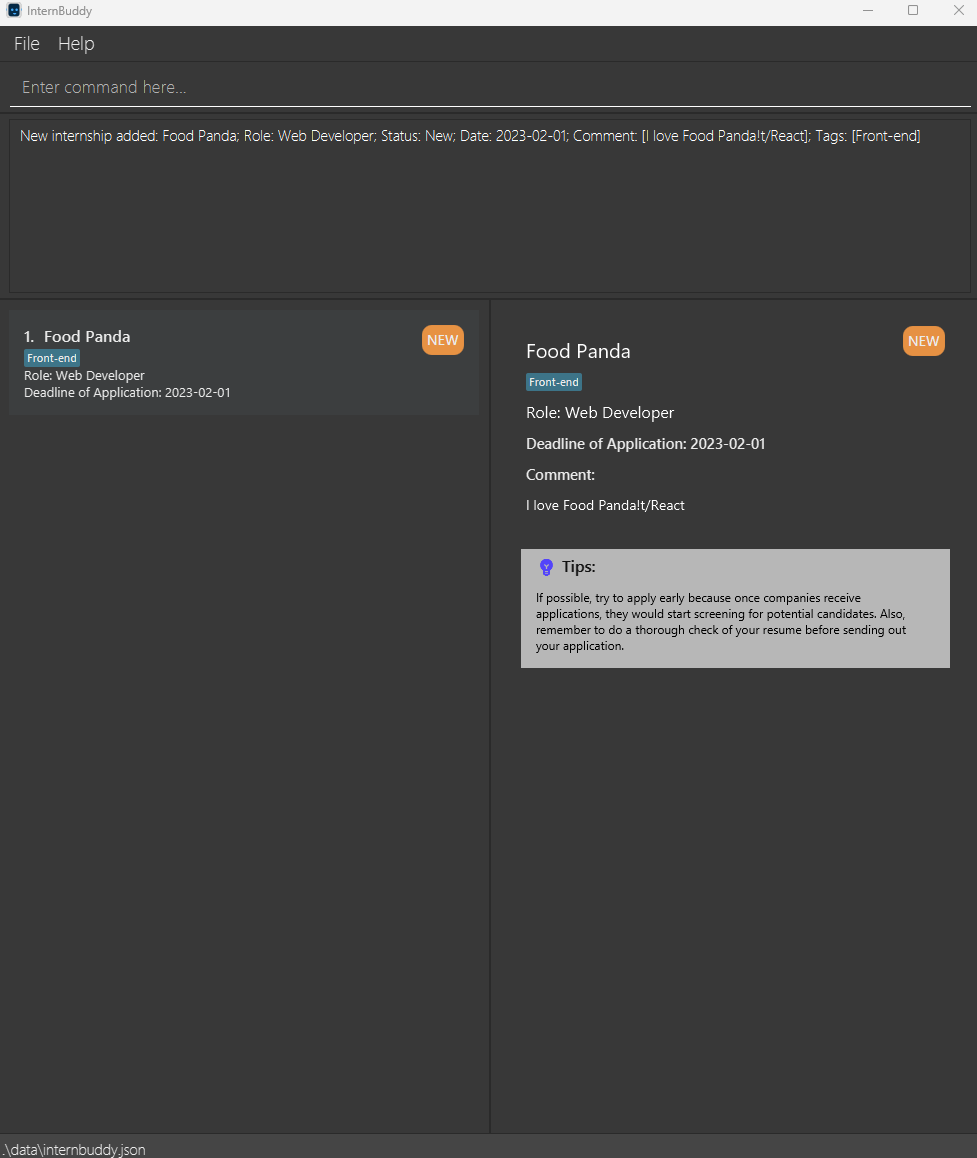 InternBuddy
File Help
Enter command here...
New internship added: Food Panda; Role: Web Developer; Status: New; Date: 2023-02-01; Comment: [I love Food Panda!t/React]; Tags: [Front-end]
1. Food Panda
NEW
Front-end
Role: Web Developer
Deadline of Application: 2023-02-01
Food Panda
NEW
Front-end
Role: Web Developer
Deadline of Application: 2023-02-01
Comment:
I love Food Panda!t/React
Tips:
If possible, try to apply early because once companies receive
applications, they would start screening for potential candidates. Also,
remember to do a thorough check of your resume before sending out
your application.
.\data\internbuddy.json